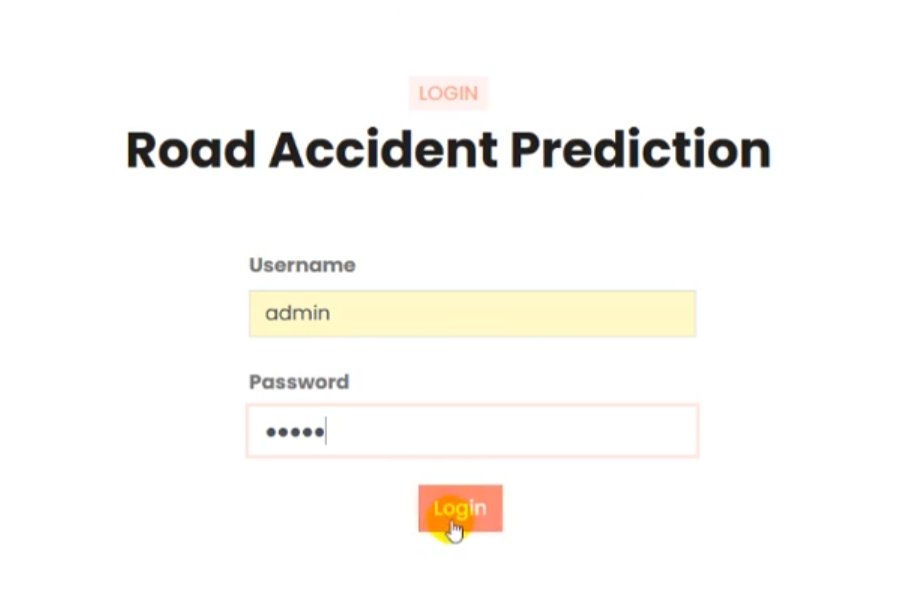 LOGIN
Road Accident Prediction
Username
admin
Password
•••••
Login